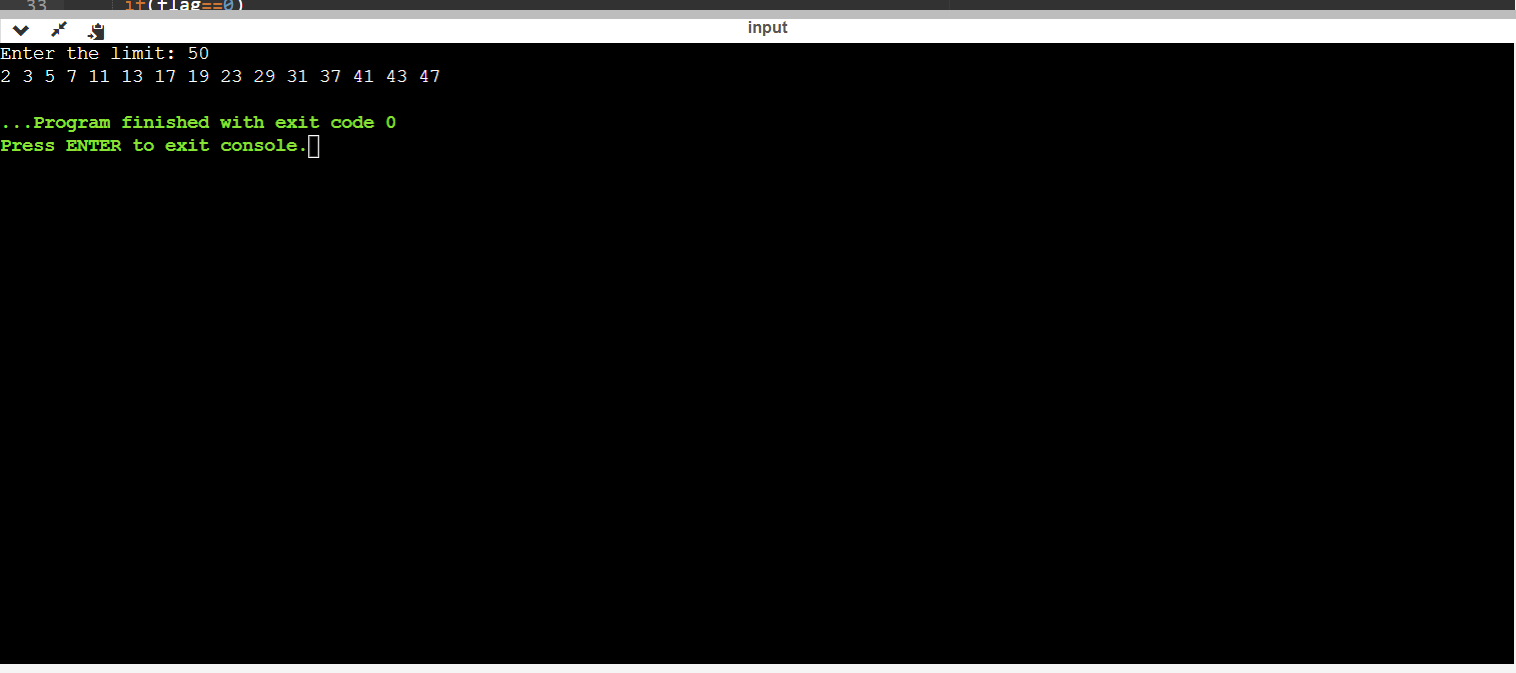 33 if(flag==0)
input
Enter the limit: 50
2 3 5 7 11 13 17 19 23 29 31 37 41 43 47
...Program finished with exit code 0
Press ENTER to exit console.